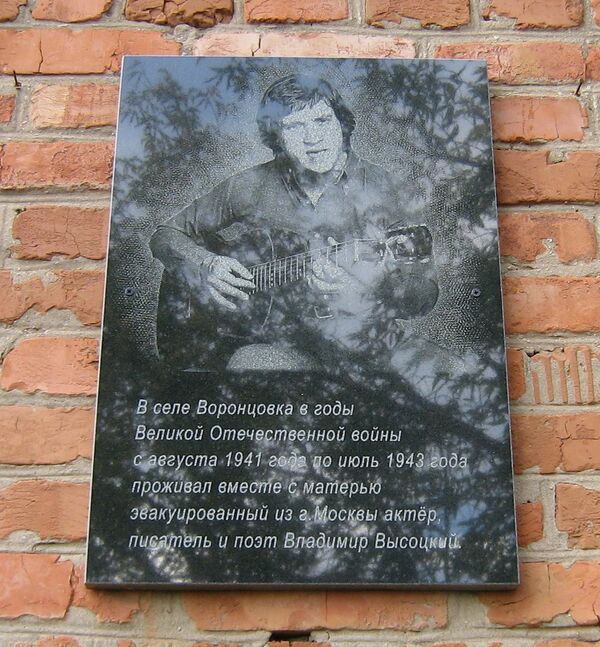 В селе Воронцовка в годы
Великой Отечественной войны
с августа 1941 года по июль 1943 года
проживал вместе с матерью
эвакуированный из г.Москвы актёр,
писатель и поэт Владимир Высоцкий.